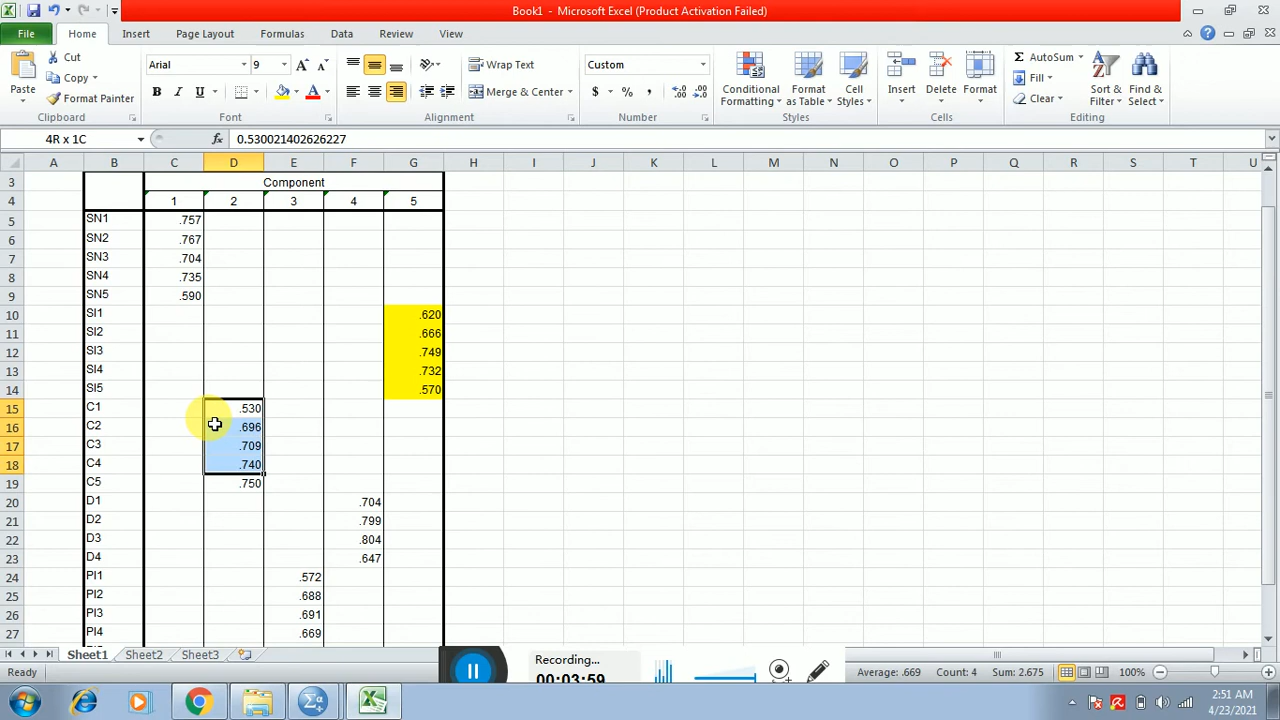 Book1 - Microsoft Excel (Product Activation Failed)
File Home Insert Page Layout Formulas Data Review View
Cut
Copy
Format Painter
Paste
Clipboard
Arial 9
B I U
Font
Wrap Text
Merge & Center
Alignment
Custom
$ % ,
Number
Conditional Formatting
Format as Table
Cell Styles
Styles
Insert Delete Format
Cells
AutoSum
Fill
Clear
Sort & Filter
Find & Select
Editing
4R x 1C fx 0.530021402626227
A B C D E F G H I J K L M N O P Q R S T U
3 Component
4 1 2 3 4 5
5 SN1 .757
6 SN2 .767
7 SN3 .704
8 SN4 .735
9 SN5 .590
10 SI1 .620
11 SI2 .666
12 SI3 .749
13 SI4 .732
14 SI5 .570
15 C1 .530
16 C2 .696
17 C3 .709
18 C4 .740
19 C5 .750
20 D1 .704
21 D2 .799
22 D3 .804
23 D4 .647
24 PI1 .572
25 PI2 .688
26 PI3 .691
27 PI4 .669
Sheet1 Sheet2 Sheet3
Recording...
00:03:59
Ready Average: .669 Count: 4 Sum: 2.675 100%
2:51 AM
4/23/2021